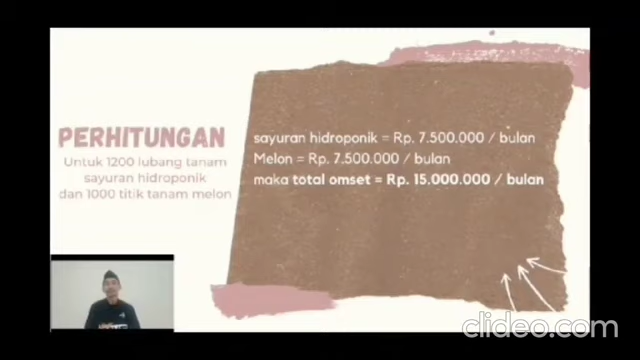 PERHITUNGAN
Untuk 1200 lubang tanam
sayuran hidroponik
dan 1000 titik tanam melon
sayuran hidroponik = Rp. 7.500.000 / bulan
Melon = Rp. 7.500.000 / bulan
maka total omset = Rp. 15.000.000 / bulan
clideo.com